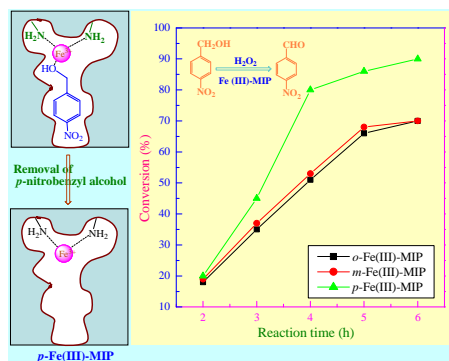 H₂N
NH₂
Fe
HO
NO₂
Removal of
p-nitrobenzyl alcohol
H₂N
NH₂
Fe
p-Fe(III)-MIP
CH₂OH
CHO
H₂O₂
Fe (III)-MIP
NO₂
NO₂
Conversion (%)
100
90
80
70
60
50
40
30
20
10
o-Fe(III)-MIP
m-Fe(III)-MIP
p-Fe(III)-MIP
2 3 4 5 6
Reaction time (h)